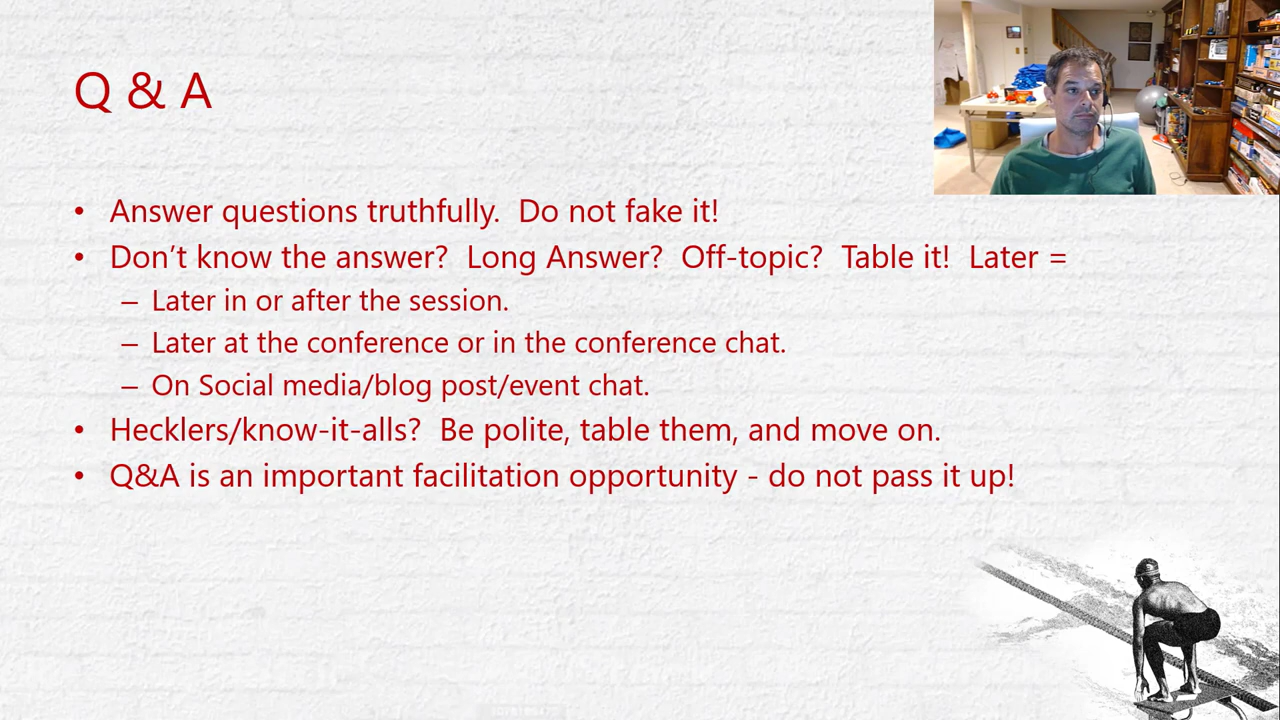 Q & A
• Answer questions truthfully.  Do not fake it!
• Don’t know the answer?  Long Answer?  Off-topic?  Table it!  Later =
– Later in or after the session.
– Later at the conference or in the conference chat.
– On Social media/blog post/event chat.
• Hecklers/know-it-alls?  Be polite, table them, and move on.
• Q&A is an important facilitation opportunity - do not pass it up!